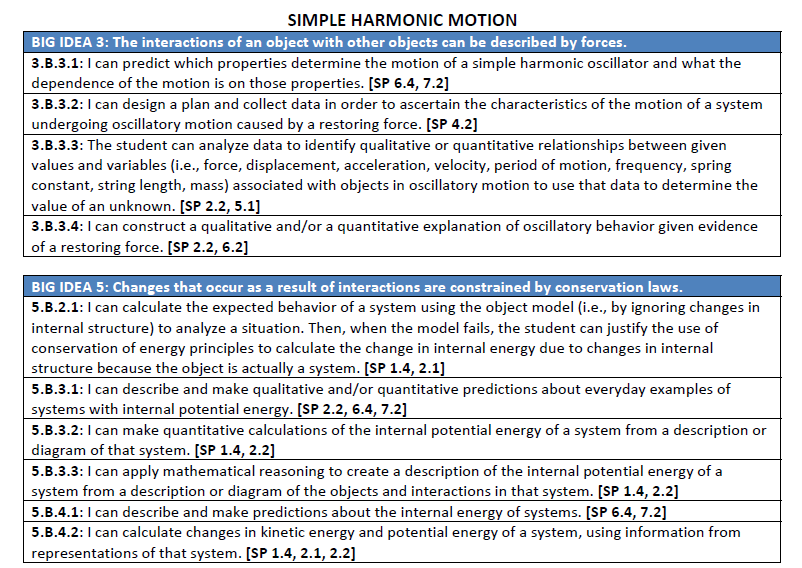 SIMPLE HARMONIC MOTION
BIG IDEA 3: The interactions of an object with other objects can be described by forces.
3.B.3.1: I can predict which properties determine the motion of a simple harmonic oscillator and what the
dependence of the motion is on those properties. [SP 6.4, 7.2]
3.B.3.2: I can design a plan and collect data in order to ascertain the characteristics of the motion of a system
undergoing oscillatory motion caused by a restoring force. [SP 4.2]
3.B.3.3: The student can analyze data to identify qualitative or quantitative relationships between given
values and variables (i.e., force, displacement, acceleration, velocity, period of motion, frequency, spring
constant, string length, mass) associated with objects in oscillatory motion to use that data to determine the
value of an unknown. [SP 2.2, 5.1]
3.B.3.4: I can construct a qualitative and/or a quantitative explanation of oscillatory behavior given evidence
of a restoring force. [SP 2.2, 6.2]
BIG IDEA 5: Changes that occur as a result of interactions are constrained by conservation laws.
5.B.2.1: I can calculate the expected behavior of a system using the object model (i.e., by ignoring changes in
internal structure) to analyze a situation. Then, when the model fails, the student can justify the use of
conservation of energy principles to calculate the change in internal energy due to changes in internal
structure because the object is actually a system. [SP 1.4, 2.1]
5.B.3.1: I can describe and make qualitative and/or quantitative predictions about everyday examples of
systems with internal potential energy. [SP 2.2, 6.4, 7.2]
5.B.3.2: I can make quantitative calculations of the internal potential energy of a system from a description or
diagram of that system. [SP 1.4, 2.2]
5.B.3.3: I can apply mathematical reasoning to create a description of the internal potential energy of a
system from a description or diagram of the objects and interactions in that system. [SP 1.4, 2.2]
5.B.4.1: I can describe and make predictions about the internal energy of systems. [SP 6.4, 7.2]
5.B.4.2: I can calculate changes in kinetic energy and potential energy of a system, using information from
representations of that system. [SP 1.4, 2.1, 2.2]